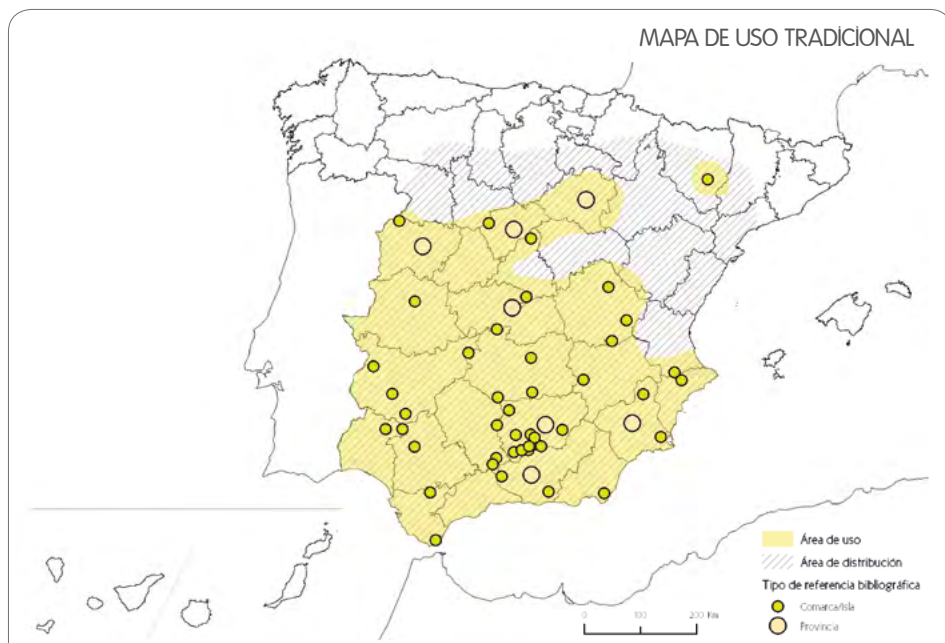 MAPA DE USO TRADICIONAL
Área de uso
Área de distribución
Tipo de referencia bibliográfica
Comarca/Isla
Provincia
0 100 200 Km